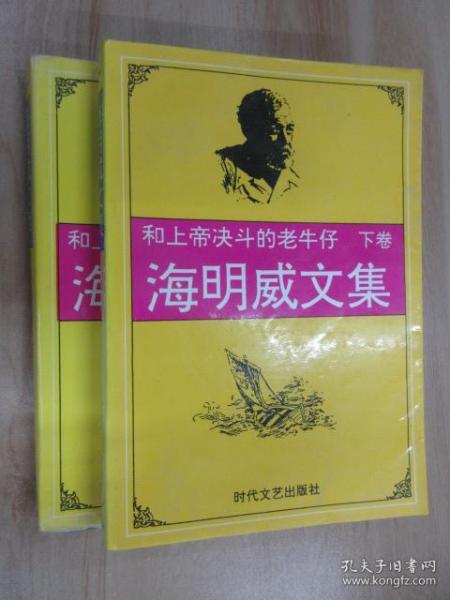 和上帝决斗的老牛仔 下卷
海明威文集
时代文艺出版社
和上
海
孔夫子旧书网
www.kongfz.com